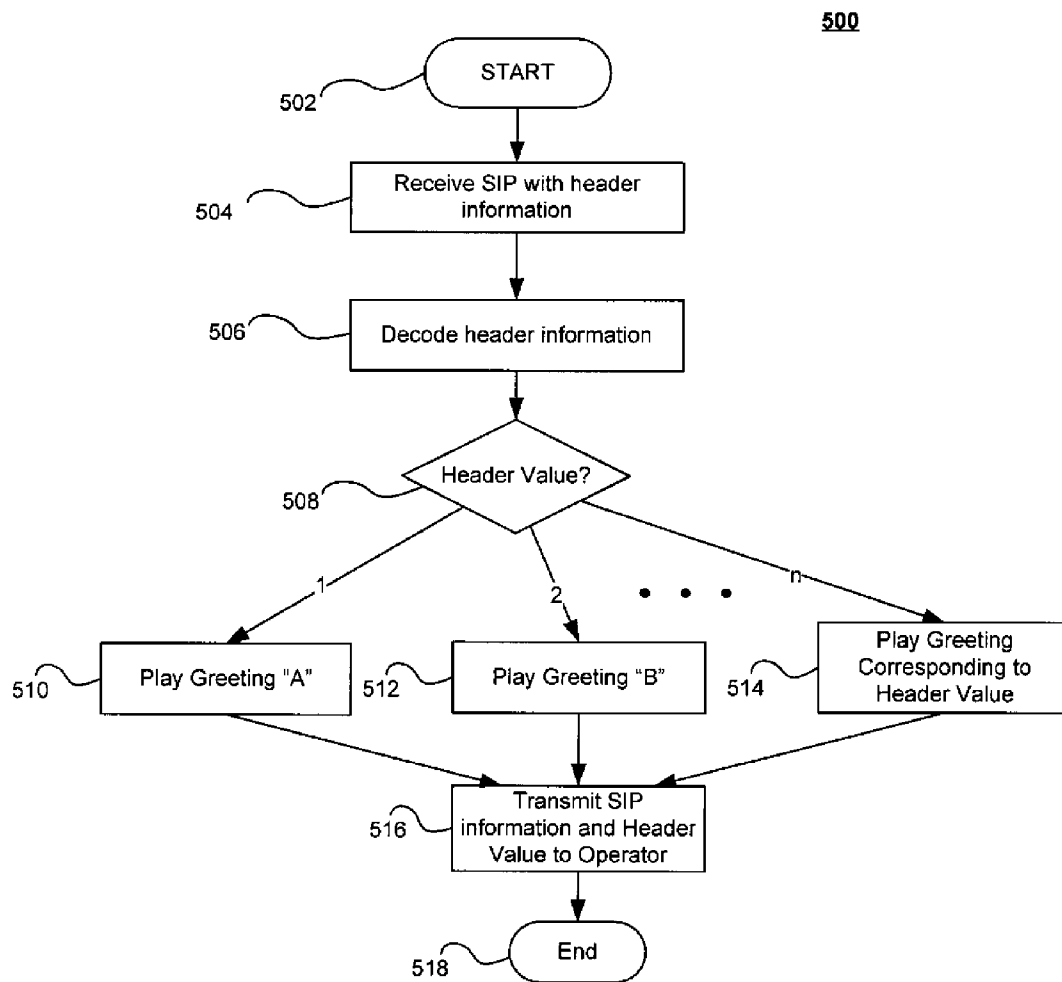 500
START
502
Receive SIP with header
information
504
Decode header information
506
Header Value?
508
1
2
n
Play Greeting “A”
510
Play Greeting “B”
512
Play Greeting
Corresponding to
Header Value
514
Transmit SIP
information and Header
Value to Operator
516
End
518